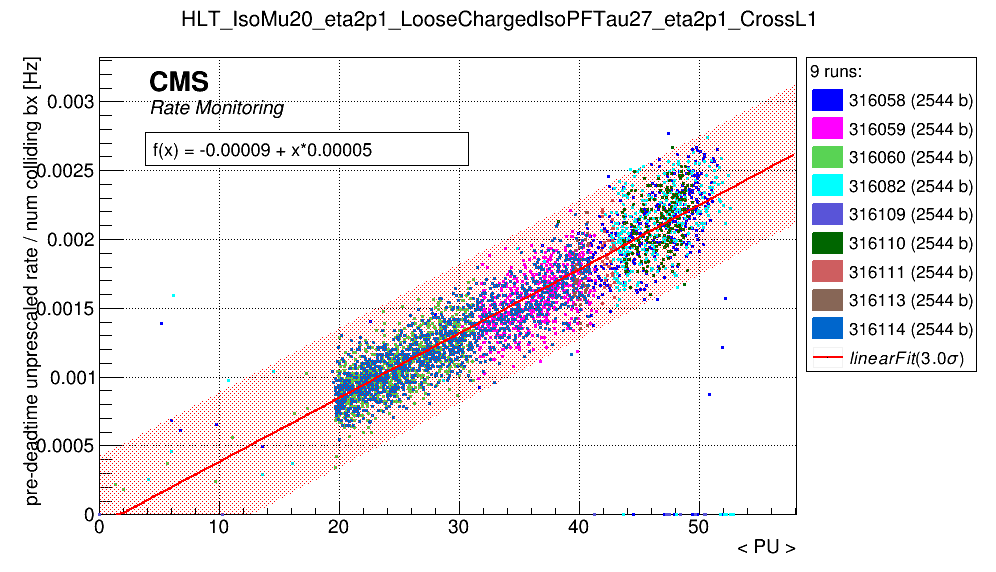 HLT_IsoMu20_eta2p1_LooseChargedIsoPFTau27_eta2p1_CrossL1
pre-deadtime unprescaled rate / num colliding bx [Hz]
CMS
Rate Monitoring
f(x) = -0.00009 + x*0.00005
0.003
0.0025
0.002
0.0015
0.001
0.0005
0
0 10 20 30 40 50
< PU >
9 runs:
316058 (2544 b)
316059 (2544 b)
316060 (2544 b)
316082 (2544 b)
316109 (2544 b)
316110 (2544 b)
316111 (2544 b)
316113 (2544 b)
316114 (2544 b)
linearFit(3.0σ)